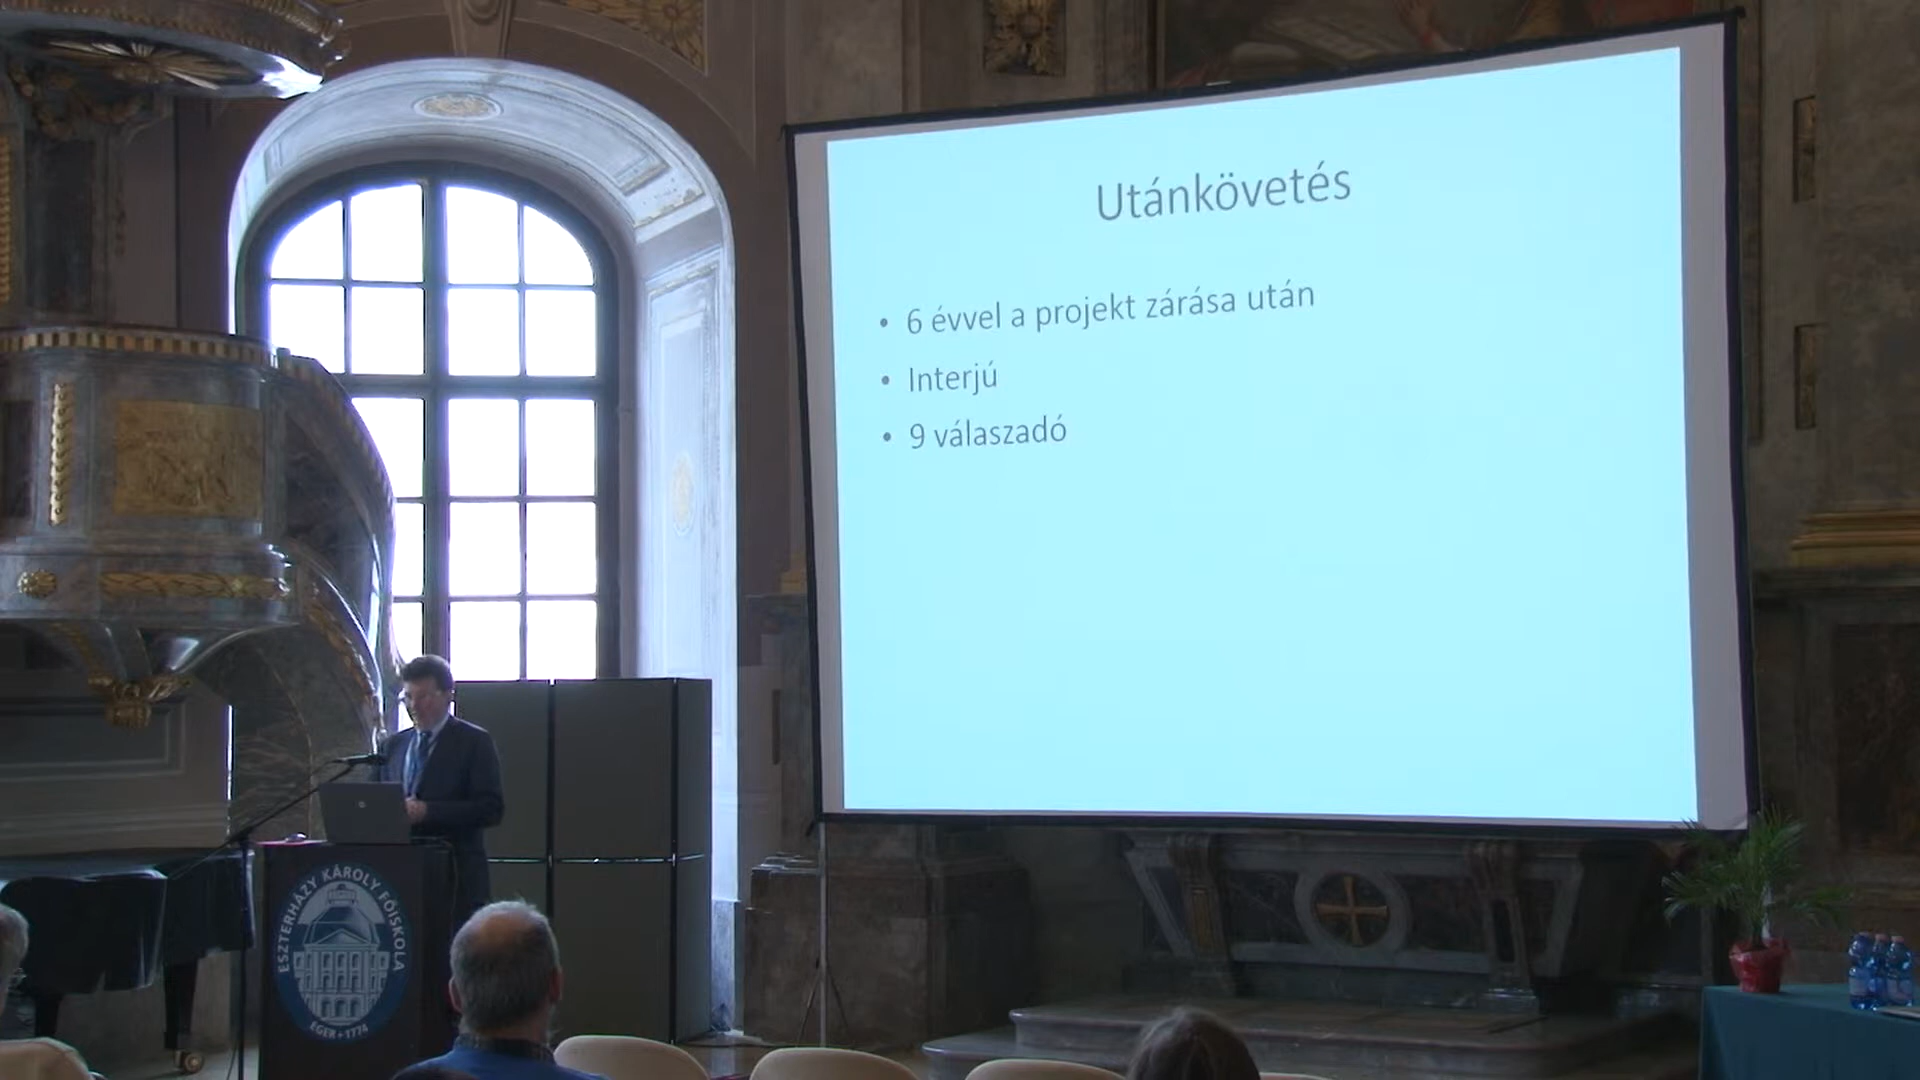 Utánkövetés
• 6 évvel a projekt zárása után
• Interjú
• 9 válaszadó
ESZTERHÁZY KÁROLY FŐISKOLA
EGER • 1774